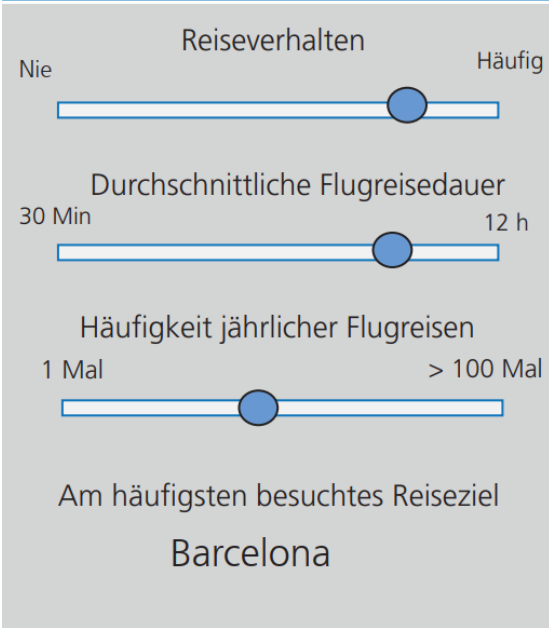 Reiseverhalten
Nie
Häufig
Durchschnittliche Flugreisedauer
30 Min
12 h
Häufigkeit jährlicher Flugreisen
1 Mal
> 100 Mal
Am häufigsten besuchtes Reiseziel
Barcelona